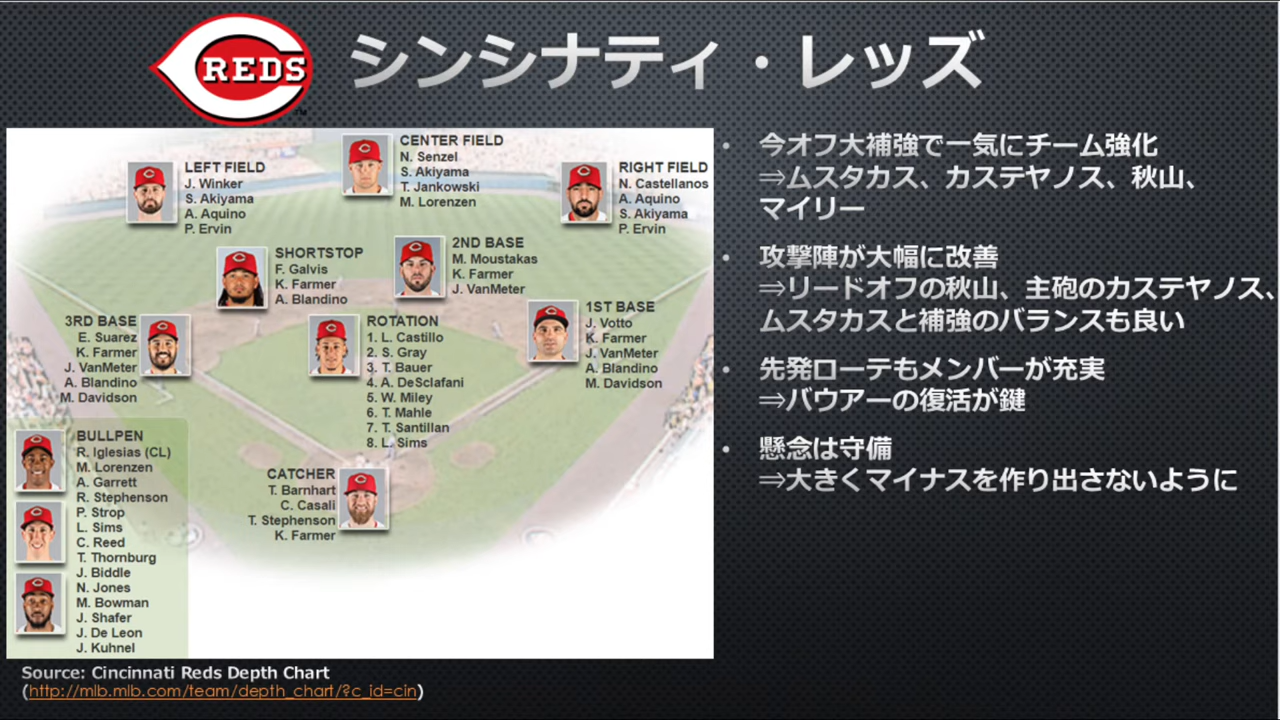 REDS
TM
シンシナティ・レッズ
CENTER FIELD
N. Senzel
S. Akiyama
T. Jankowski
M. Lorenzen
LEFT FIELD
J. Winker
S. Akiyama
A. Aquino
P. Ervin
RIGHT FIELD
N. Castellanos
A. Aquino
S. Akiyama
P. Ervin
SHORTSTOP
F. Galvis
K. Farmer
A. Blandino
2ND BASE
M. Moustakas
K. Farmer
J. VanMeter
3RD BASE
E. Suarez
K. Farmer
J. VanMeter
A. Blandino
M. Davidson
ROTATION
1. L. Castillo
2. S. Gray
3. T. Bauer
4. A. DeSclafani
5. W. Miley
6. T. Mahle
7. T. Santillan
8. L. Sims
1ST BASE
J. Votto
K. Farmer
J. VanMeter
A. Blandino
M. Davidson
BULLPEN
R. Iglesias (CL)
M. Lorenzen
A. Garrett
R. Stephenson
P. Strop
L. Sims
C. Reed
T. Thornburg
J. Biddle
N. Jones
M. Bowman
J. Shafer
J. De Leon
J. Kuhnel
CATCHER
T. Barnhart
C. Casali
T. Stephenson
K. Farmer
Source: Cincinnati Reds Depth Chart
(http://mlb.mlb.com/team/depth_chart/?c_id=cin)
• 今オフ大補強で一気にチーム強化
⇒ムスタカス、カステヤノス、秋山、
マイリー
• 攻撃陣が大幅に改善
⇒リードオフの秋山、主砲のカステヤノス、
ムスタカスと補強のバランスも良い
• 先発ローテもメンバーが充実
⇒バウアーの復活が鍵
• 懸念は守備
⇒大きくマイナスを作り出さないように